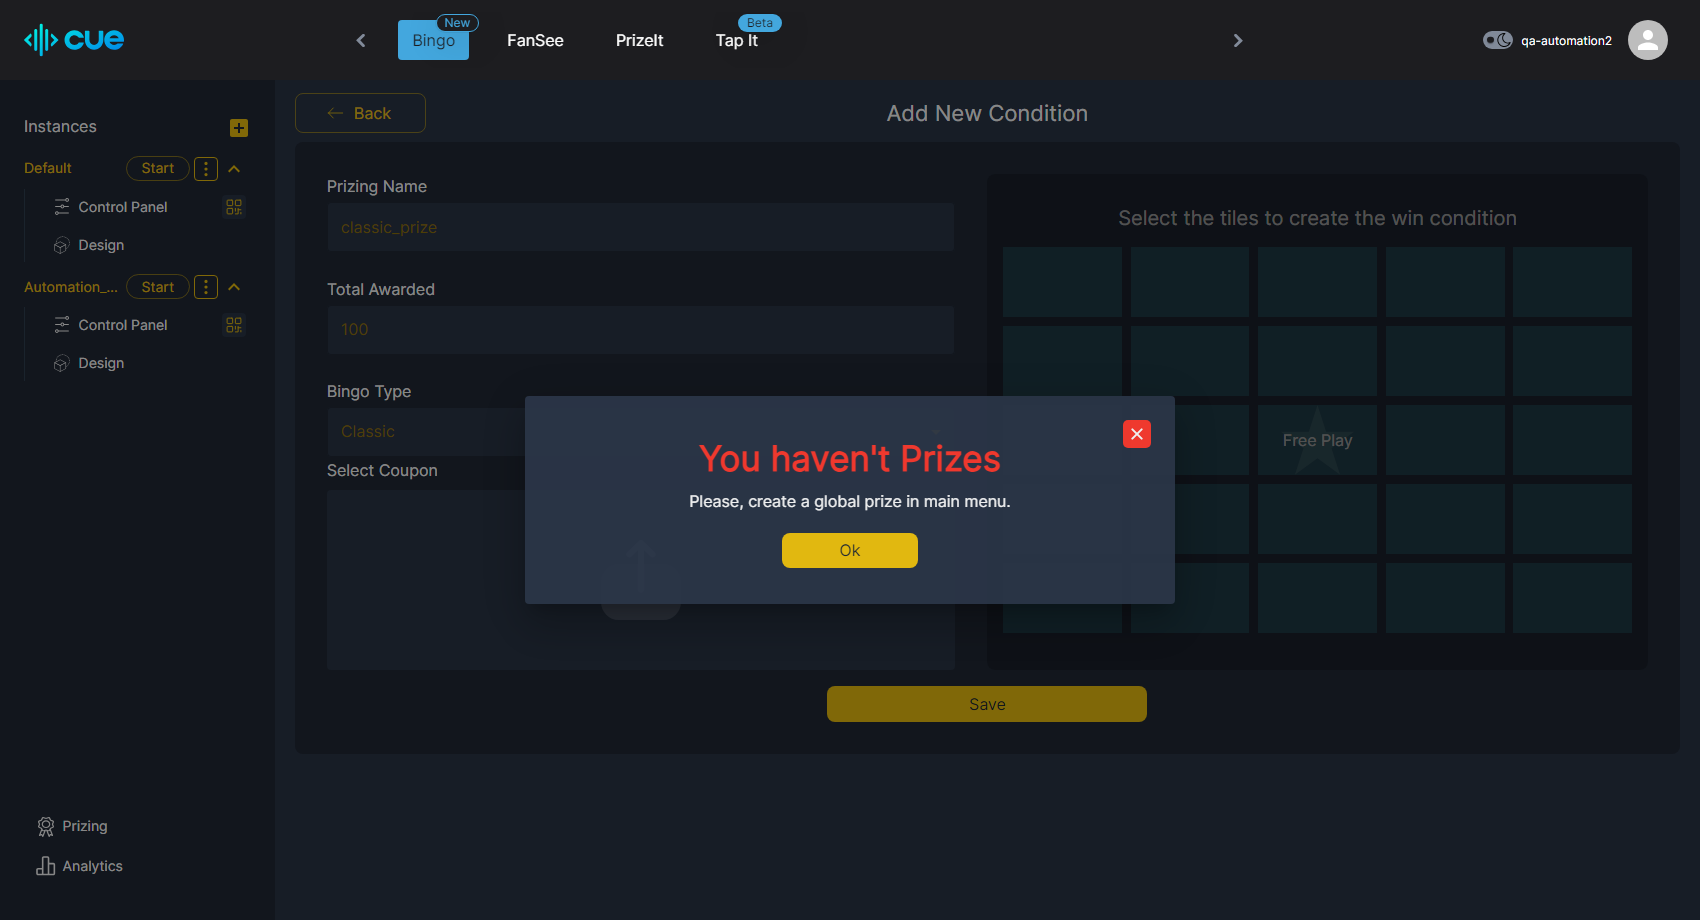 cue
Bingo
New
FanSee
PrizeIt
Tap It
Beta
qa-automation2
Instances
Default
Start
Control Panel
Design
Automation_...
Start
Control Panel
Design
Prizing
Analytics
Back
Add New Condition
Prizing Name
classic_prize
Total Awarded
100
Bingo Type
Classic
Select Coupon
Select the tiles to create the win condition
Free Play
You haven't Prizes
Please, create a global prize in main menu.
Ok
Save